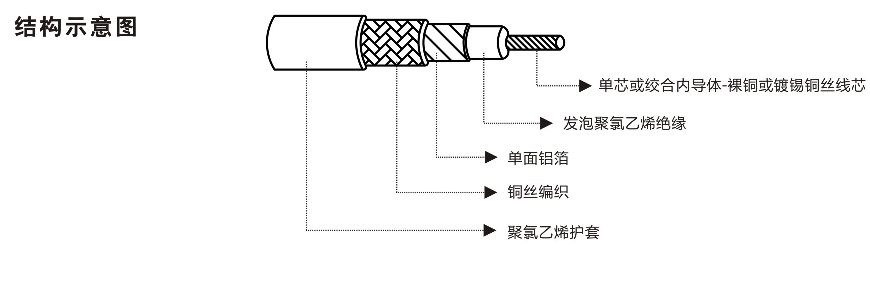 结构示意图
单芯或绞合内导体-裸铜或镀锡铜丝线芯
发泡聚氯乙烯绝缘
单面铝箔
铜丝编织
聚氯乙烯护套